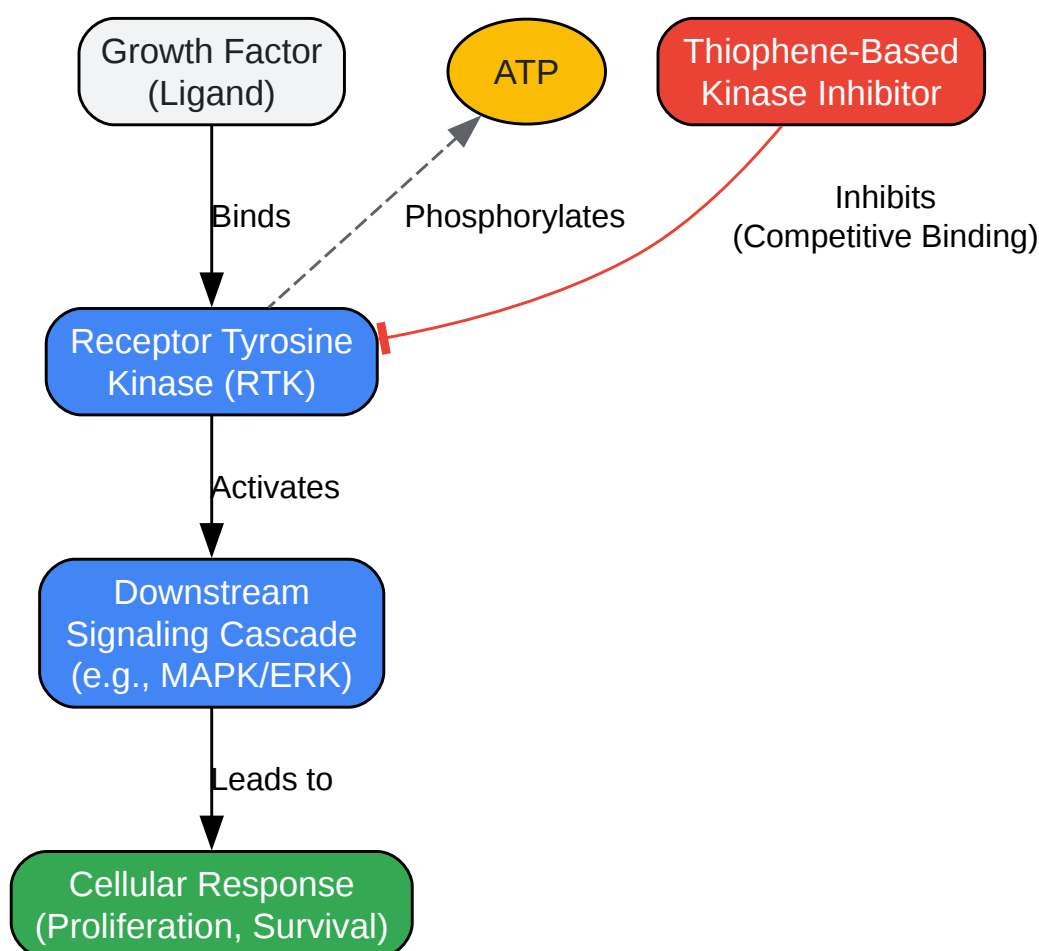 Growth Factor
(Ligand)
ATP
Thiophene-Based
Kinase Inhibitor
Binds
Phosphorylates
Inhibits
(Competitive Binding)
Receptor Tyrosine
Kinase (RTK)
Activates
Downstream
Signaling Cascade
(e.g., MAPK/ERK)
Leads to
Cellular Response
(Proliferation, Survival)